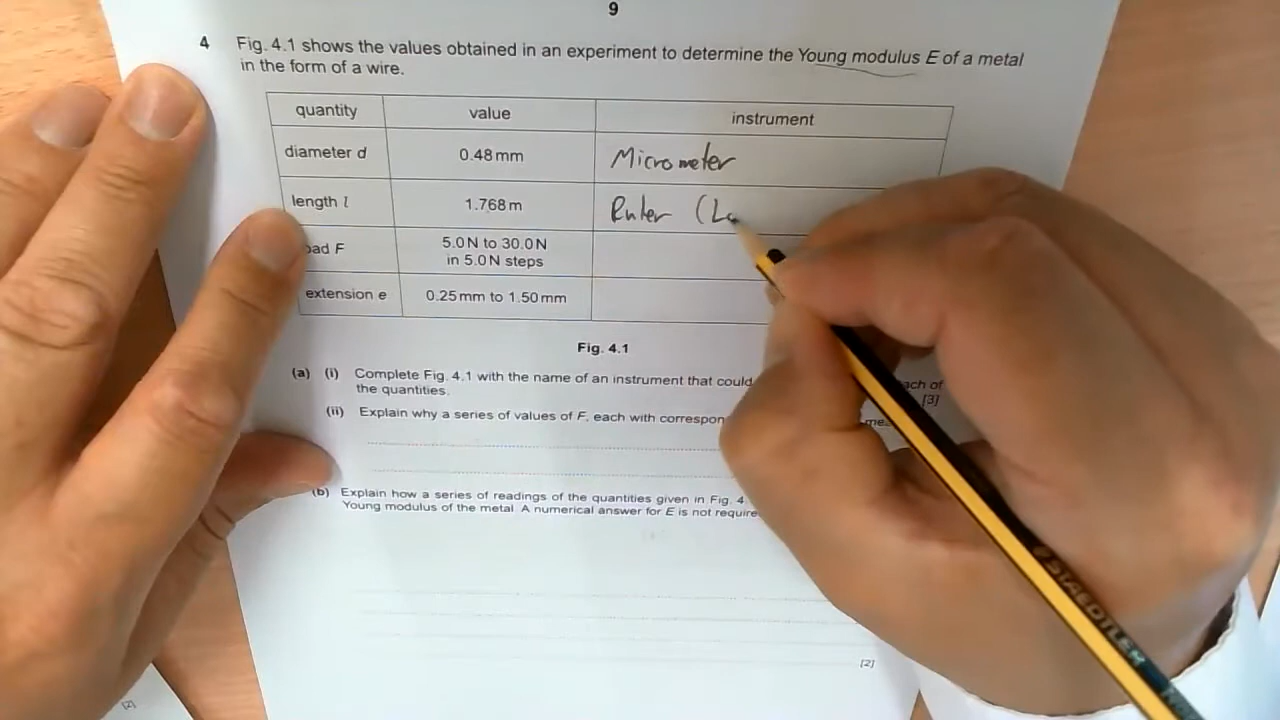 9
4 Fig. 4.1 shows the values obtained in an experiment to determine the Young modulus E of a metal
in the form of a wire.
quantity value instrument
diameter d 0.48 mm Micrometer
length l 1.768 m Ruler (La
oad F 5.0 N to 30.0 N
in 5.0 N steps
extension e 0.25 mm to 1.50 mm
Fig. 4.1
(a) (i) Complete Fig. 4.1 with the name of an instrument that could ach of
the quantities. [3]
(ii) Explain why a series of values of F, each with correspon
(b) Explain how a series of readings of the quantities given in Fig. 4
Young modulus of the metal. A numerical answer for E is not require
[2]
[2]
STAEDTLER